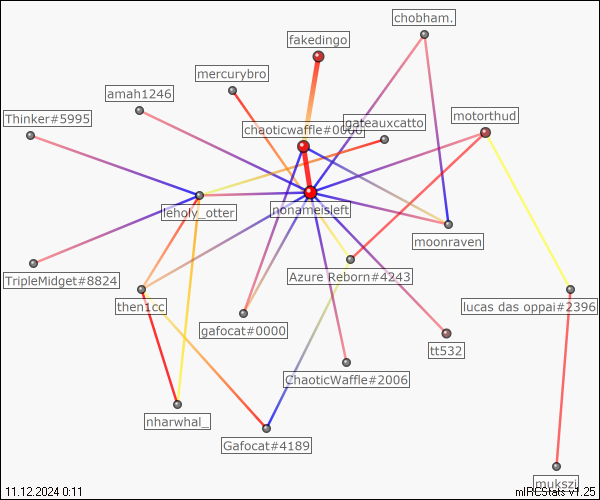 chobham.
fakedingo
mercurybro
amah1246
Thinker#5995
motorthud
gateauxcatto
chaoticwaffle#0000
leholy_otter
nonameisleft
moonraven
TripleMidget#8824
Azure Reborn#4243
then1cc
lucas das oppai#2396
gafocat#0000
tt532
ChaoticWaffle#2006
nharwhal_
Gafocat#4189
mukszi
11.12.2024 0:11
mIRCStats v1.25